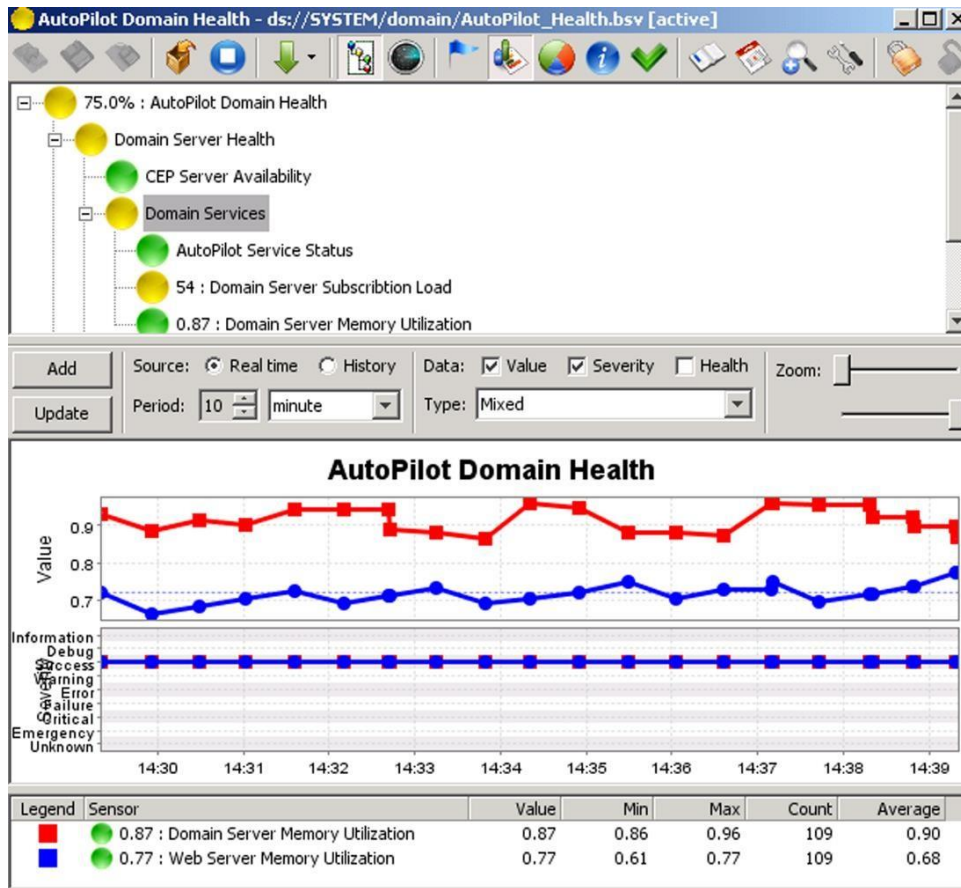 AutoPilot Domain Health - ds://SYSTEM/domain/AutoPilot_Health.bsv [active]
75.0% : AutoPilot Domain Health
Domain Server Health
CEP Server Availability
Domain Services
AutoPilot Service Status
54 : Domain Server Subscribtion Load
0.87 : Domain Server Memory Utilization
Add Source: Real time History Data: Value Severity Health Zoom:
Update Period: 10 minute Type: Mixed
AutoPilot Domain Health
Value
0.9
0.8
0.7
Severity
Information
Debug
Success
Warning
Error
Failure
Critical
Emergency
Unknown
14:30 14:31 14:32 14:33 14:34 14:35 14:36 14:37 14:38 14:39
Legend Sensor Value Min Max Count Average
0.87 : Domain Server Memory Utilization 0.87 0.86 0.96 109 0.90
0.77 : Web Server Memory Utilization 0.77 0.61 0.77 109 0.68